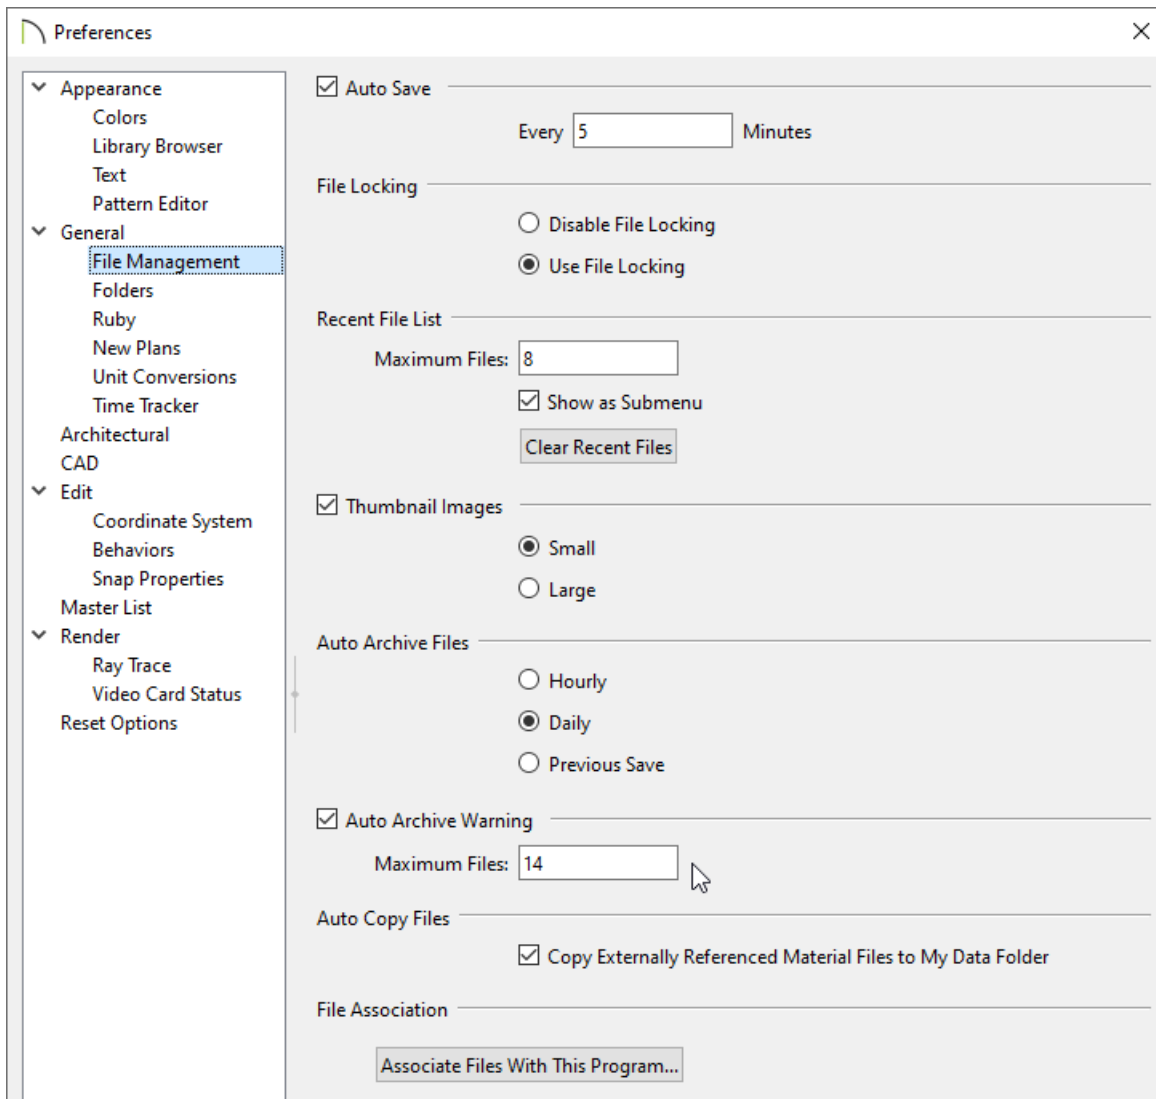 Preferences
Appearance
Colors
Library Browser
Text
Pattern Editor
General
File Management
Folders
Ruby
New Plans
Unit Conversions
Time Tracker
Architectural
CAD
Edit
Coordinate System
Behaviors
Snap Properties
Master List
Render
Ray Trace
Video Card Status
Reset Options
Auto Save
Every 5 Minutes
File Locking
Disable File Locking
Use File Locking
Recent File List
Maximum Files: 8
Show as Submenu
Clear Recent Files
Thumbnail Images
Small
Large
Auto Archive Files
Hourly
Daily
Previous Save
Auto Archive Warning
Maximum Files: 14
Auto Copy Files
Copy Externally Referenced Material Files to My Data Folder
File Association
Associate Files With This Program...